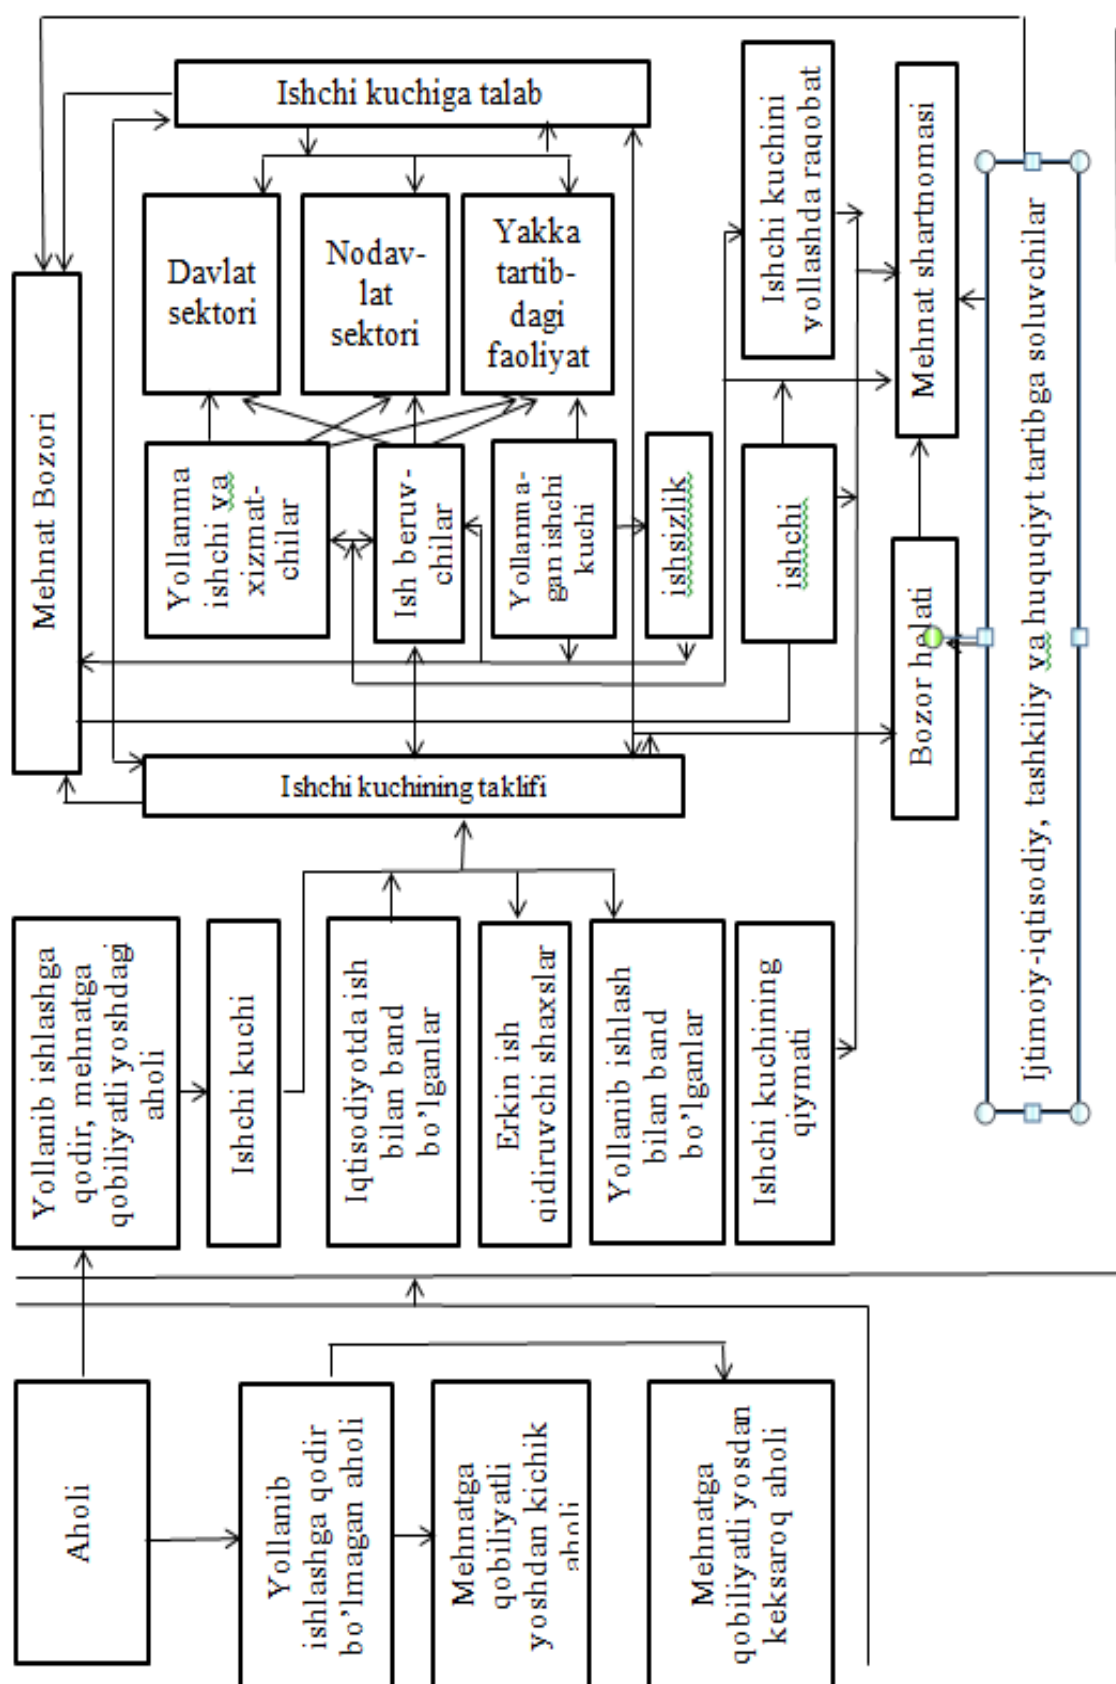 Ishchi kuchiga talab
Davlat
sektori
Nodav-
lat
sektori
Yakka
tartib-
dagi
faoliyat
Ishchi kuchini
yollashda raqobat
Mehnat shartnomasi
Mehnat Bozori
Yollanma
ishchi va
xizmat-
chilar
Ish beruv-
chilar
Yollanma-
gan ishchi
kuchi
ishsizlik
ishchi
Bozor helati
Ijtimoiy-iqtisodiy, tashkiliy va huquqiyt tartibga soluvchilar
Ishchi kuchining taklifi
Yollanib ishlashga
qodir, mehnatga
qobiliyatli yoshdagi
aholi
Ishchi kuchi
Iqtisodiyotda ish
bilan band
bo’lganlar
Erkin ish
qidiruvchi shaxslar
Yollanib ishlash
bilan band
bo’lganlar
Ishchi kuchining
qiymati
Aholi
Yollanib
ishlashga qodir
bo’lmagan aholi
Mehnatga
qobiliyatli
yoshdan kichik
aholi
Mehnatga
qobiliyatli yosdan
keksaroq aholi